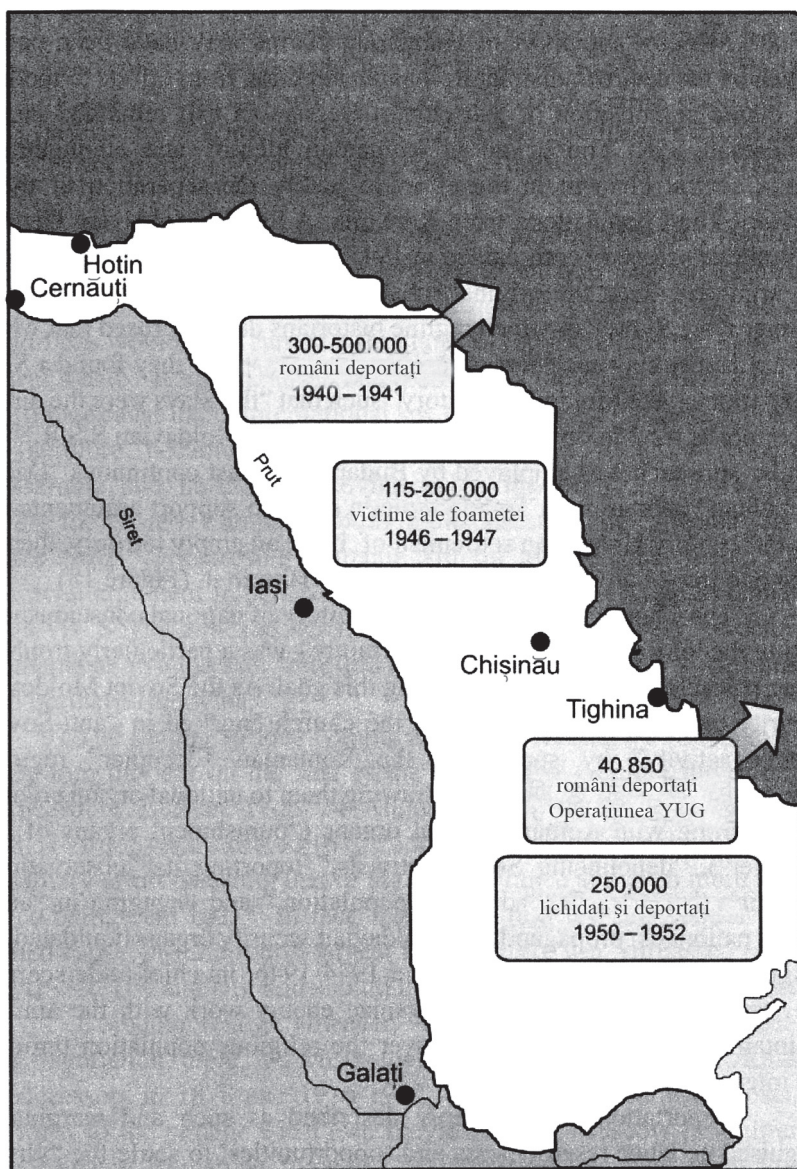 Hotin
Cernăuți
300-500.000
români deportați
1940 – 1941
Prut
115-200.000
victime ale foametei
1946 – 1947
Siret
Iași
Chișinău
Tighina
40.850
români deportați
Operațiunea YUG
250.000
lichidați și deportați
1950 – 1952
Galați